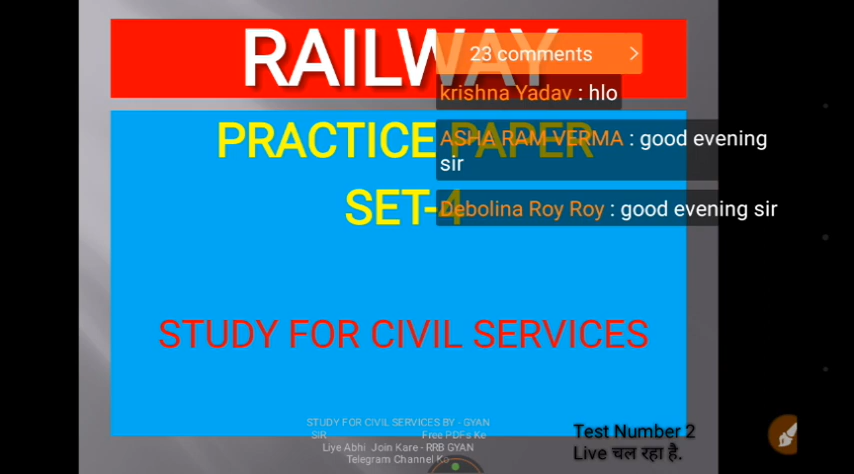 RAILWAY
23 comments
krishna Yadav : hlo
PRACTICE PAPER
ASHA RAM VERMA : good evening
sir
SET-4
Debolina Roy Roy : good evening sir
STUDY FOR CIVIL SERVICES
STUDY FOR CIVIL SERVICES BY - GYAN
SIR Free PDFs Ke
Liye Abhi Join Kare - RRB GYAN
Telegram Channel Ko
Test Number 2
Live चल रहा है.